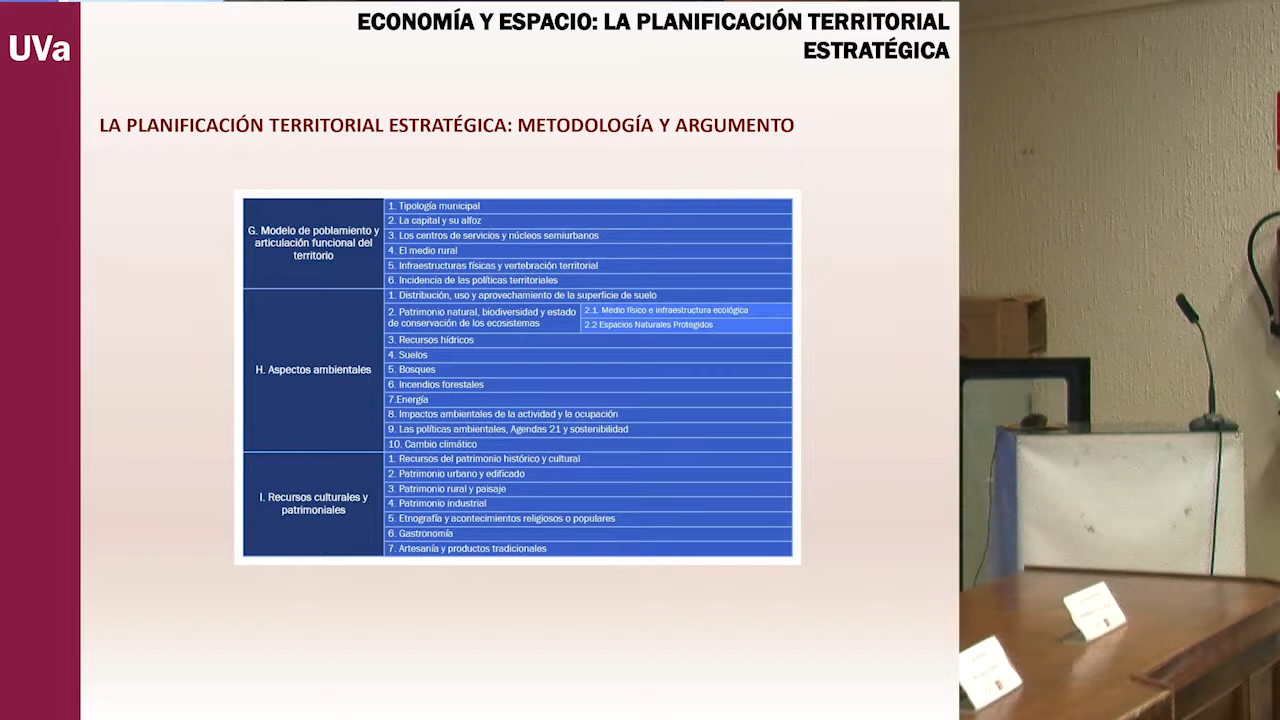 UVa
ECONOMÍA Y ESPACIO: LA PLANIFICACIÓN TERRITORIAL
ESTRATÉGICA
LA PLANIFICACIÓN TERRITORIAL ESTRATÉGICA: METODOLOGÍA Y ARGUMENTO
G. Modelo de poblamiento y
articulación funcional del
territorio
1. Tipología municipal
2. La capital y su alfoz
3. Los centros de servicios y núcleos semiurbanos
4. El medio rural
5. Infraestructuras físicas y vertebración territorial
6. Incidencia de las políticas territoriales
H. Aspectos ambientales
1. Distribución, uso y aprovechamiento de la superficie de suelo
2. Patrimonio natural, biodiversidad y estado
de conservación de los ecosistemas
2.1. Medio físico e infraestructura ecológica
2.2 Espacios Naturales Protegidos
3. Recursos hídricos
4. Suelos
5. Bosques
6. Incendios forestales
7.Energía
8. Impactos ambientales de la actividad y la ocupación
9. Las políticas ambientales, Agendas 21 y sostenibilidad
10. Cambio climático
I. Recursos culturales y
patrimoniales
1. Recursos del patrimonio histórico y cultural
2. Patrimonio urbano y edificado
3. Patrimonio rural y paisaje
4. Patrimonio industrial
5. Etnografía y acontecimientos religiosos o populares
6. Gastronomía
7. Artesanía y productos tradicionales